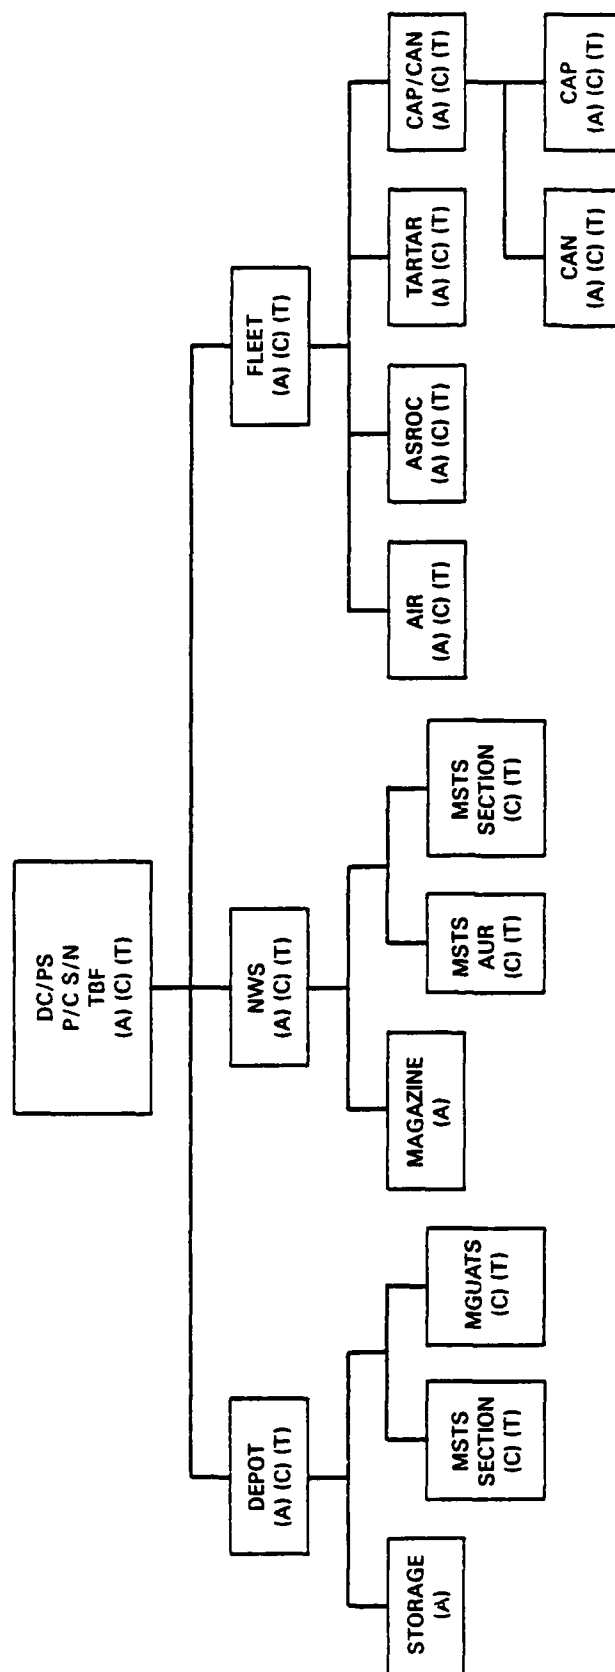 DC/PS
P/C S/N
TBF
(A) (C) (T)
DEPOT
(A) (C) (T)
NWS
(A) (C) (T)
FLEET
(A) (C) (T)
STORAGE
(A)
MSTS
SECTION
(C) (T)
MGUATS
(C) (T)
MAGAZINE
(A)
MSTS
AUR
(C) (T)
MSTS
SECTION
(C) (T)
AIR
(A) (C) (T)
ASROC
(A) (C) (T)
TARTAR
(A) (C) (T)
CAP/CAN
(A) (C) (T)
CAN
(A) (C) (T)
CAP
(A) (C) (T)